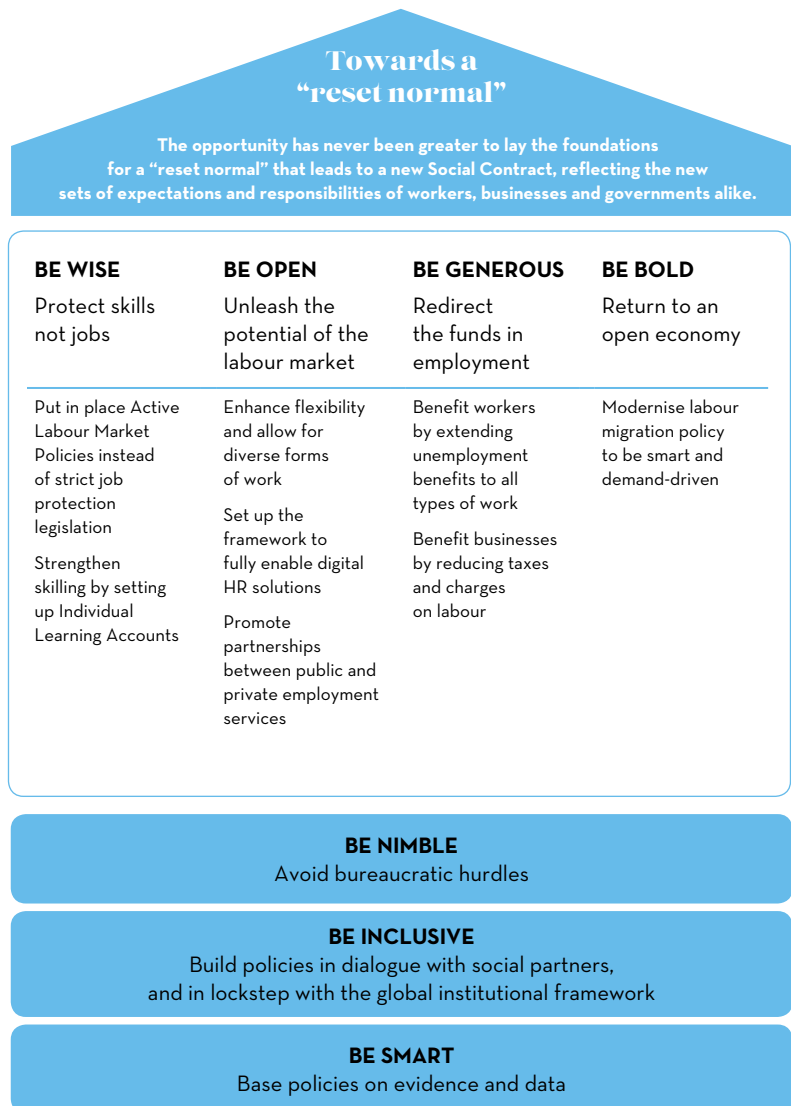 Towards a
“reset normal”
The opportunity has never been greater to lay the foundations
for a “reset normal” that leads to a new Social Contract, reflecting the new
sets of expectations and responsibilities of workers, businesses and governments alike.
BE WISE
Protect skills
not jobs
Put in place Active
Labour Market
Policies instead
of strict job
protection
legislation
Strengthen
skilling by setting
up Individual
Learning Accounts
BE OPEN
Unleash the
potential of the
labour market
Enhance flexibility
and allow for
diverse forms
of work
Set up the
framework to
fully enable digital
HR solutions
Promote
partnerships
between public and
private employment
services
BE GENEROUS
Redirect
the funds in
employment
Benefit workers
by extending
unemployment
benefits to all
types of work
Benefit businesses
by reducing taxes
and charges
on labour
BE BOLD
Return to an
open economy
Modernise labour
migration policy
to be smart and
demand-driven
BE NIMBLE
Avoid bureaucratic hurdles
BE INCLUSIVE
Build policies in dialogue with social partners,
and in lockstep with the global institutional framework
BE SMART
Base policies on evidence and data